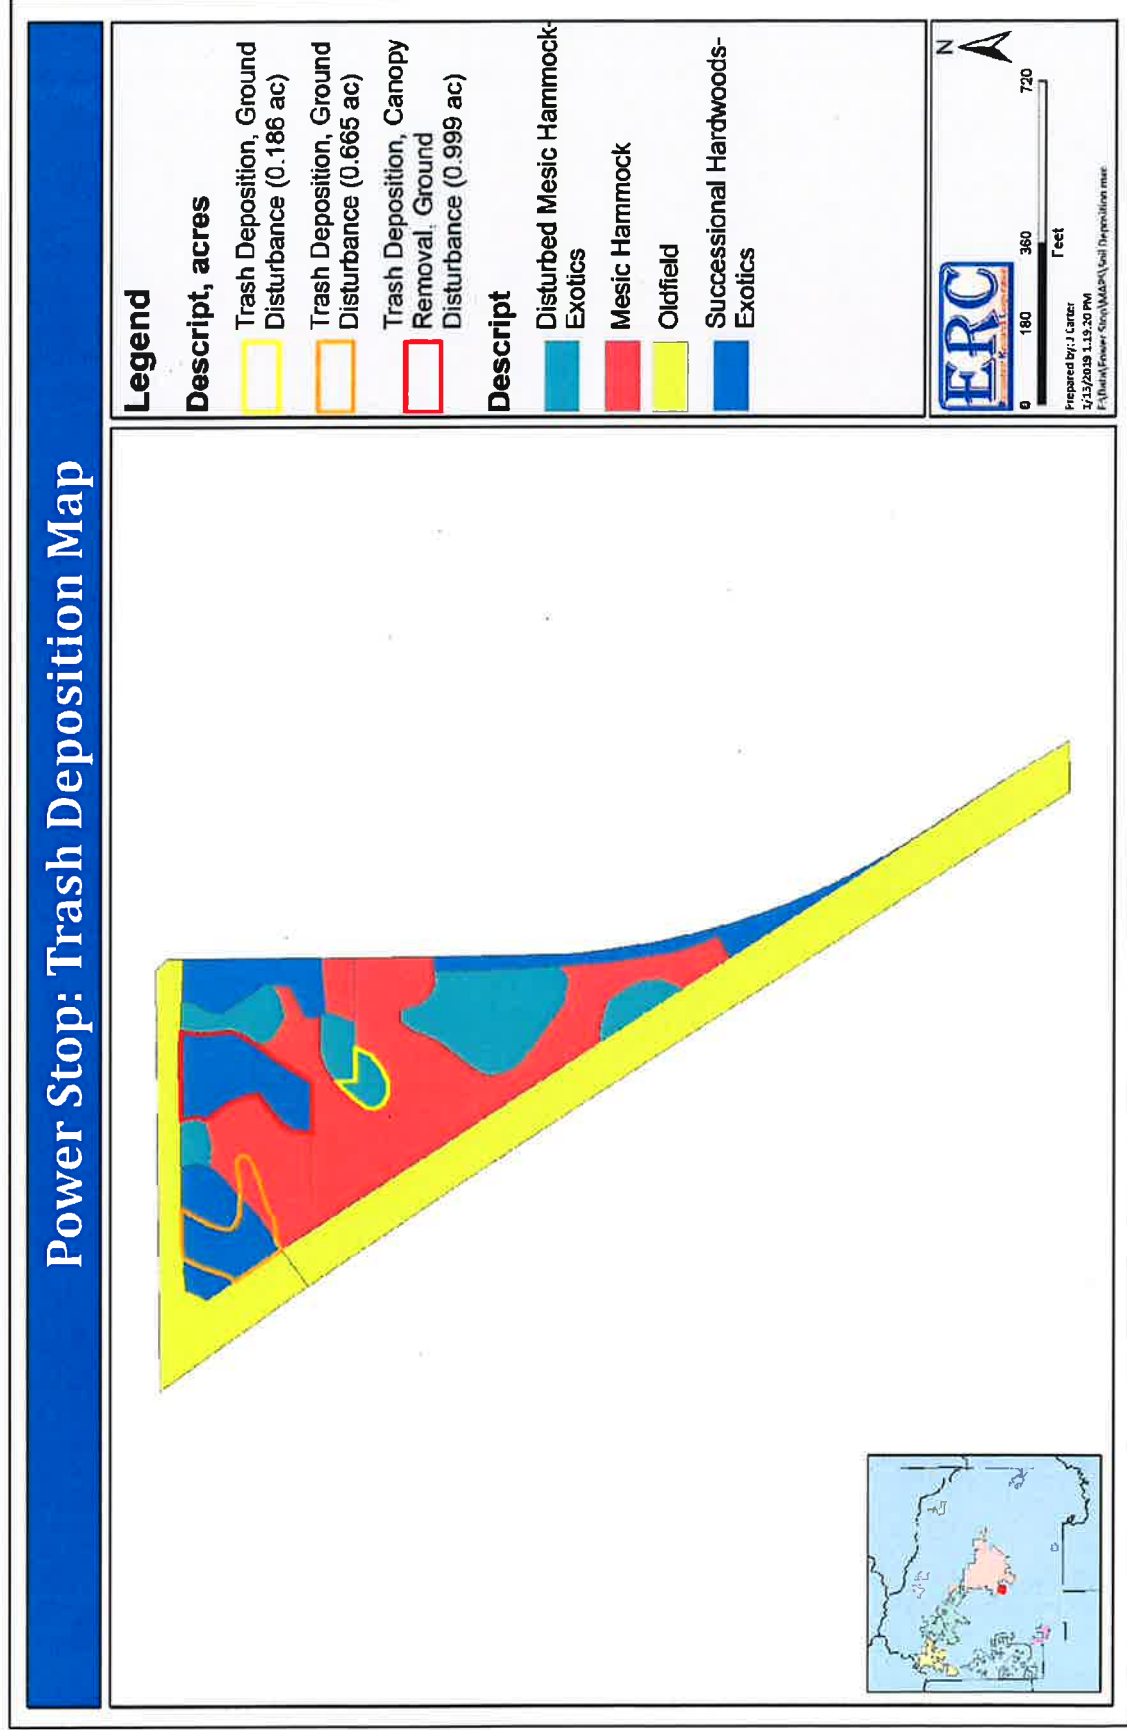 Power Stop: Trash Deposition Map
Legend
Descript, acres
Trash Deposition, Ground
Disturbance (0.186 ac)
Trash Deposition, Ground
Disturbance (0.665 ac)
Trash Deposition, Canopy
Removal, Ground
Disturbance (0.999 ac)
Descript
Disturbed Mesic Hammock-
Exotics
Mesic Hammock
Oldfield
Successional Hardwoods-
Exotics
ERC
N
0 180 360 720
Feet
Prepared by: J Carter
1/13/2019 1:19:20 PM